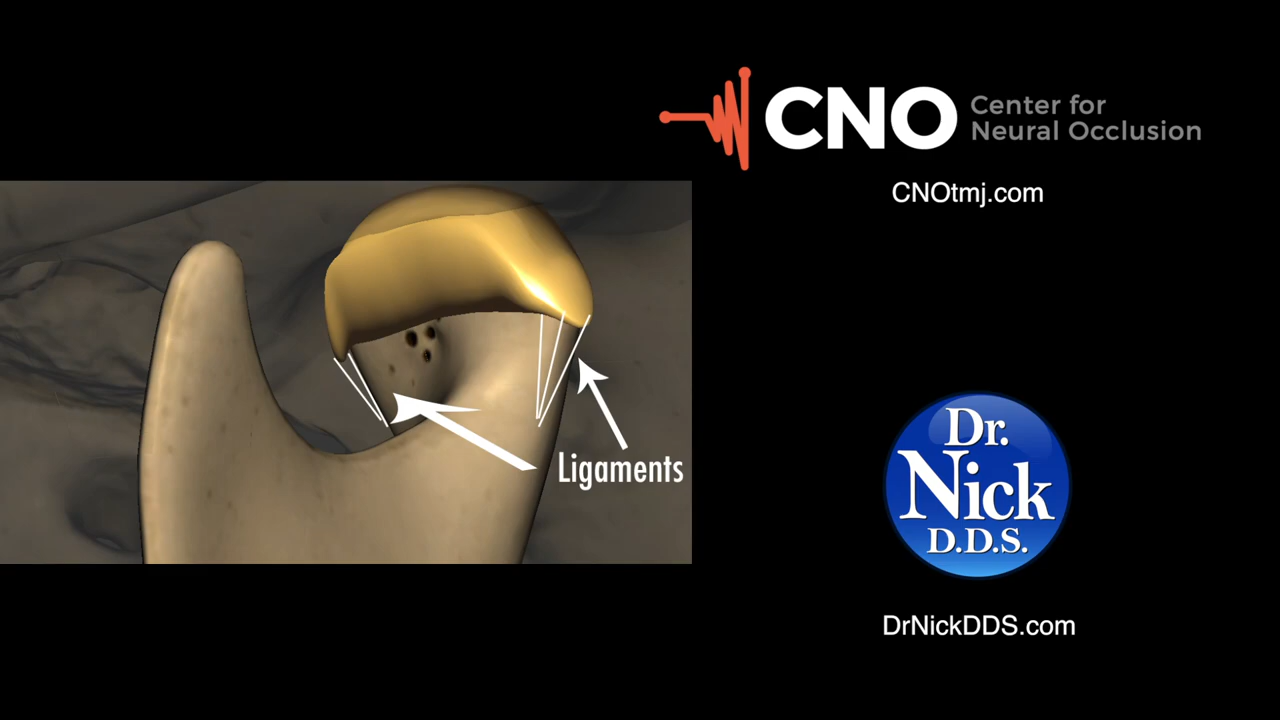 CNO
Center for
Neural Occlusion
CNOtmj.com
Ligaments
Dr.
Nick
D.D.S.
DrNickDDS.com